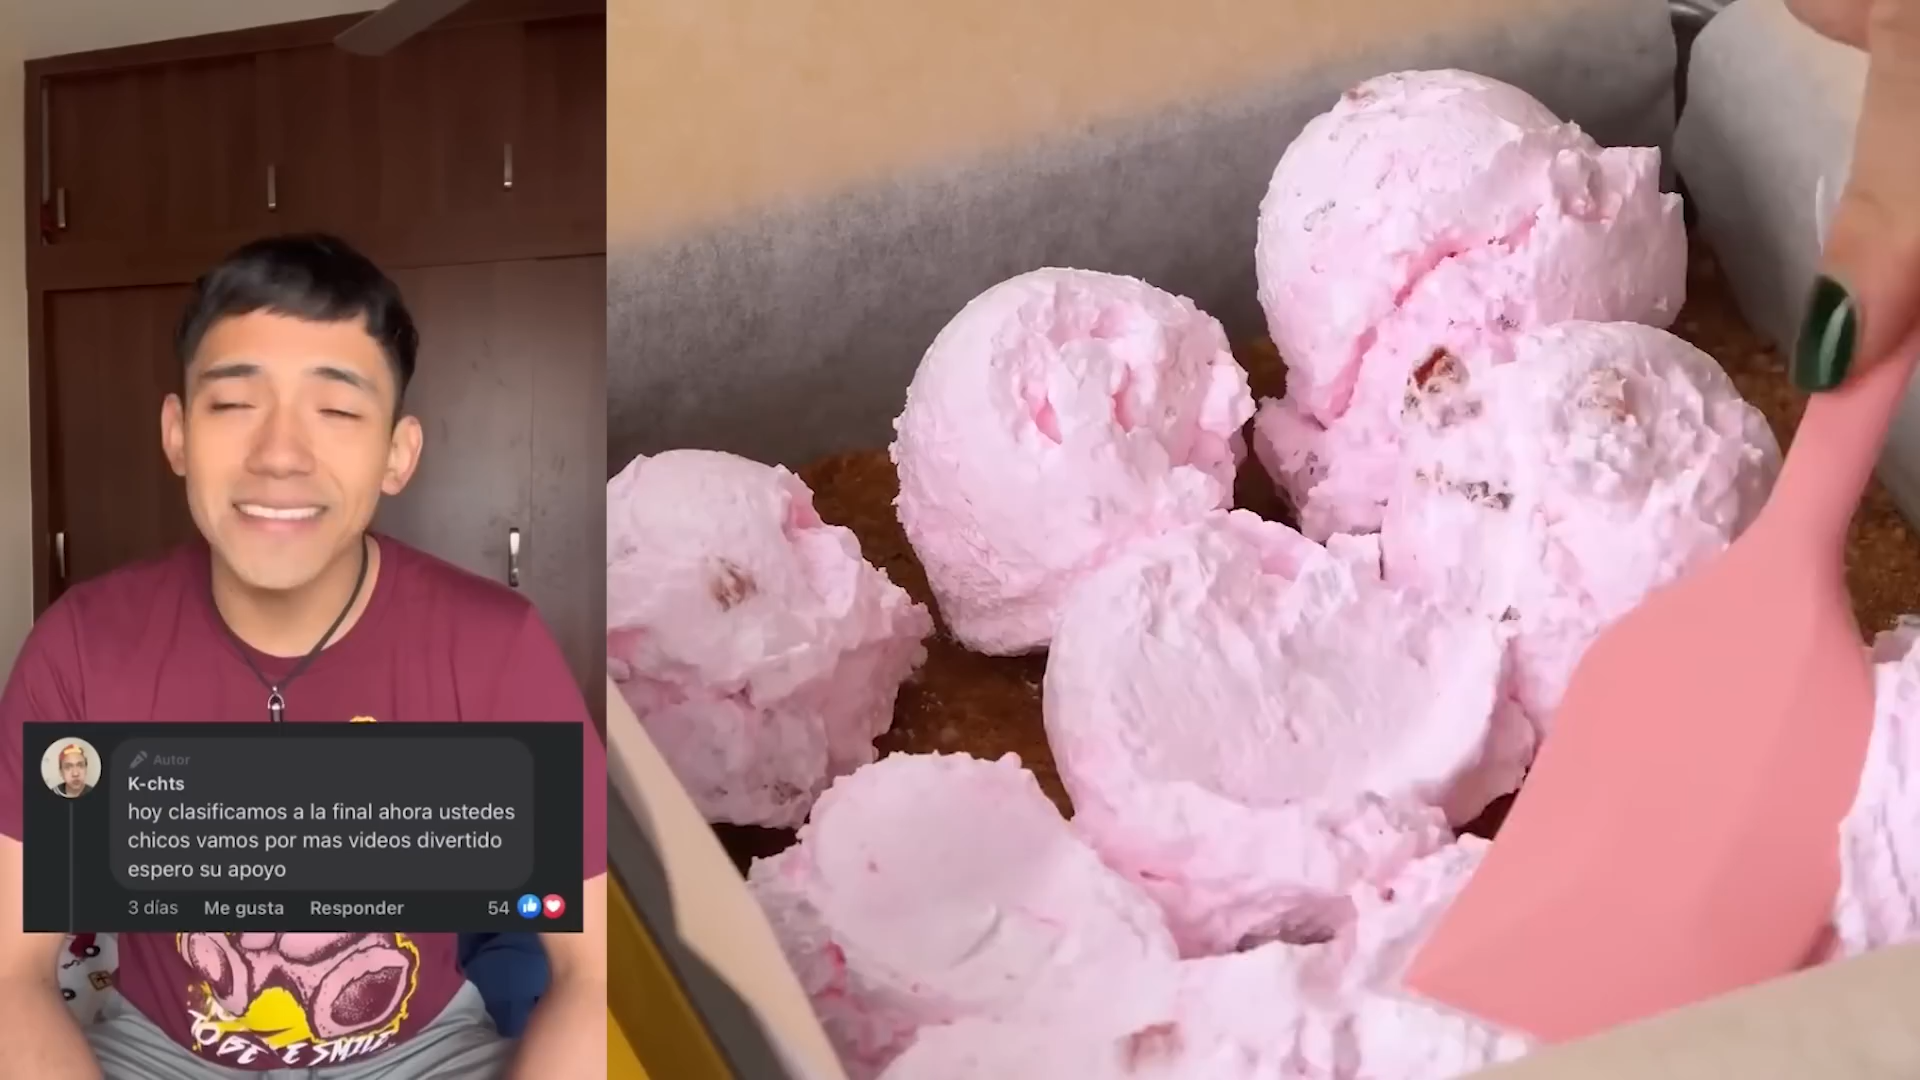 Autor
K-chts
hoy clasificamos a la final ahora ustedes
chicos vamos por mas videos divertido
espero su apoyo
3 días Me gusta Responder 54
SMILE